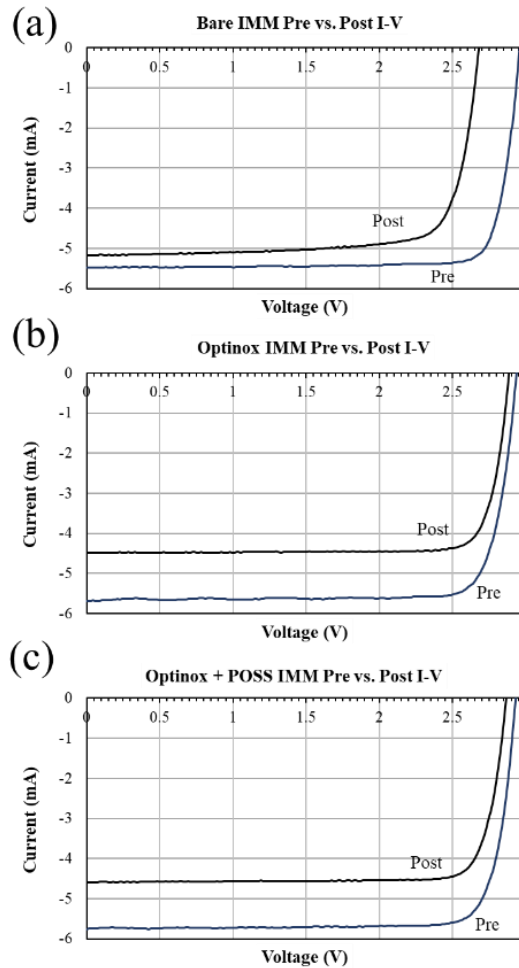 (a)
Bare IMM Pre vs. Post I-V
0
0 0.5 1 1.5 2 2.5
-1
-2
-3
-4
-5
-6
Current (mA)
Post
Pre
Voltage (V)
(b)
Optinox IMM Pre vs. Post I-V
0
0 0.5 1 1.5 2 2.5
-1
-2
-3
-4
-5
-6
Current (mA)
Post
Pre
Voltage (V)
(c)
Optinox + POSS IMM Pre vs. Post I-V
0
0 0.5 1 1.5 2 2.5
-1
-2
-3
-4
-5
-6
Current (mA)
Post
Pre
Voltage (V)